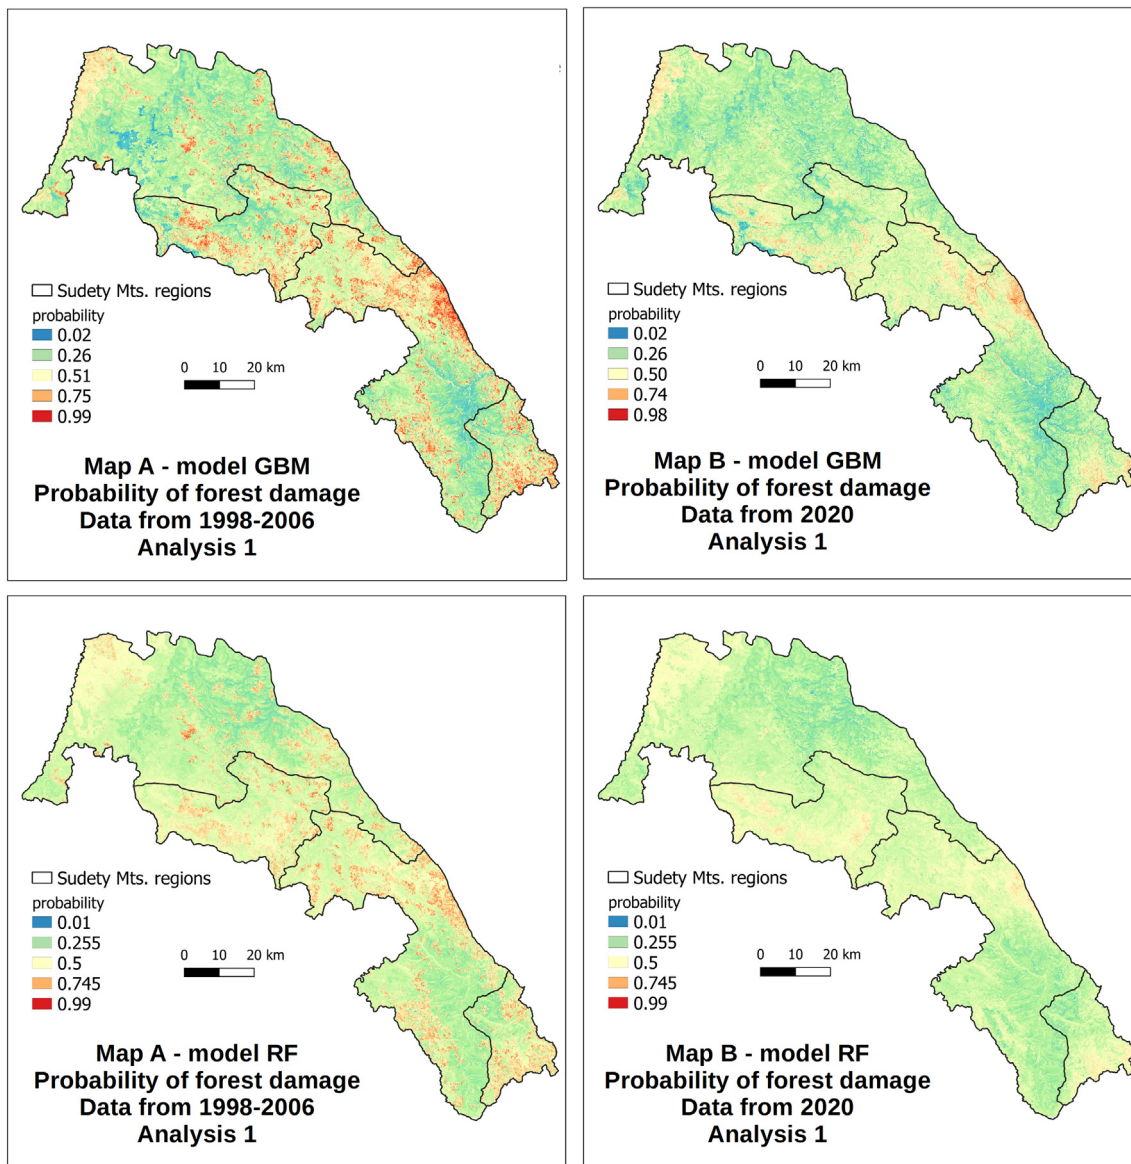 Sudety Mts. regions
probability
0.02
0.26
0.51
0.75
0.99
0 10 20 km
Map A - model GBM
Probability of forest damage
Data from 1998-2006
Analysis 1
Sudety Mts. regions
probability
0.02
0.26
0.50
0.74
0.98
0 10 20 km
Map B - model GBM
Probability of forest damage
Data from 2020
Analysis 1
Sudety Mts. regions
probability
0.01
0.255
0.5
0.745
0.99
0 10 20 km
Map A - model RF
Probability of forest damage
Data from 1998-2006
Analysis 1
Sudety Mts. regions
probability
0.01
0.255
0.5
0.745
0.99
0 10 20 km
Map B - model RF
Probability of forest damage
Data from 2020
Analysis 1